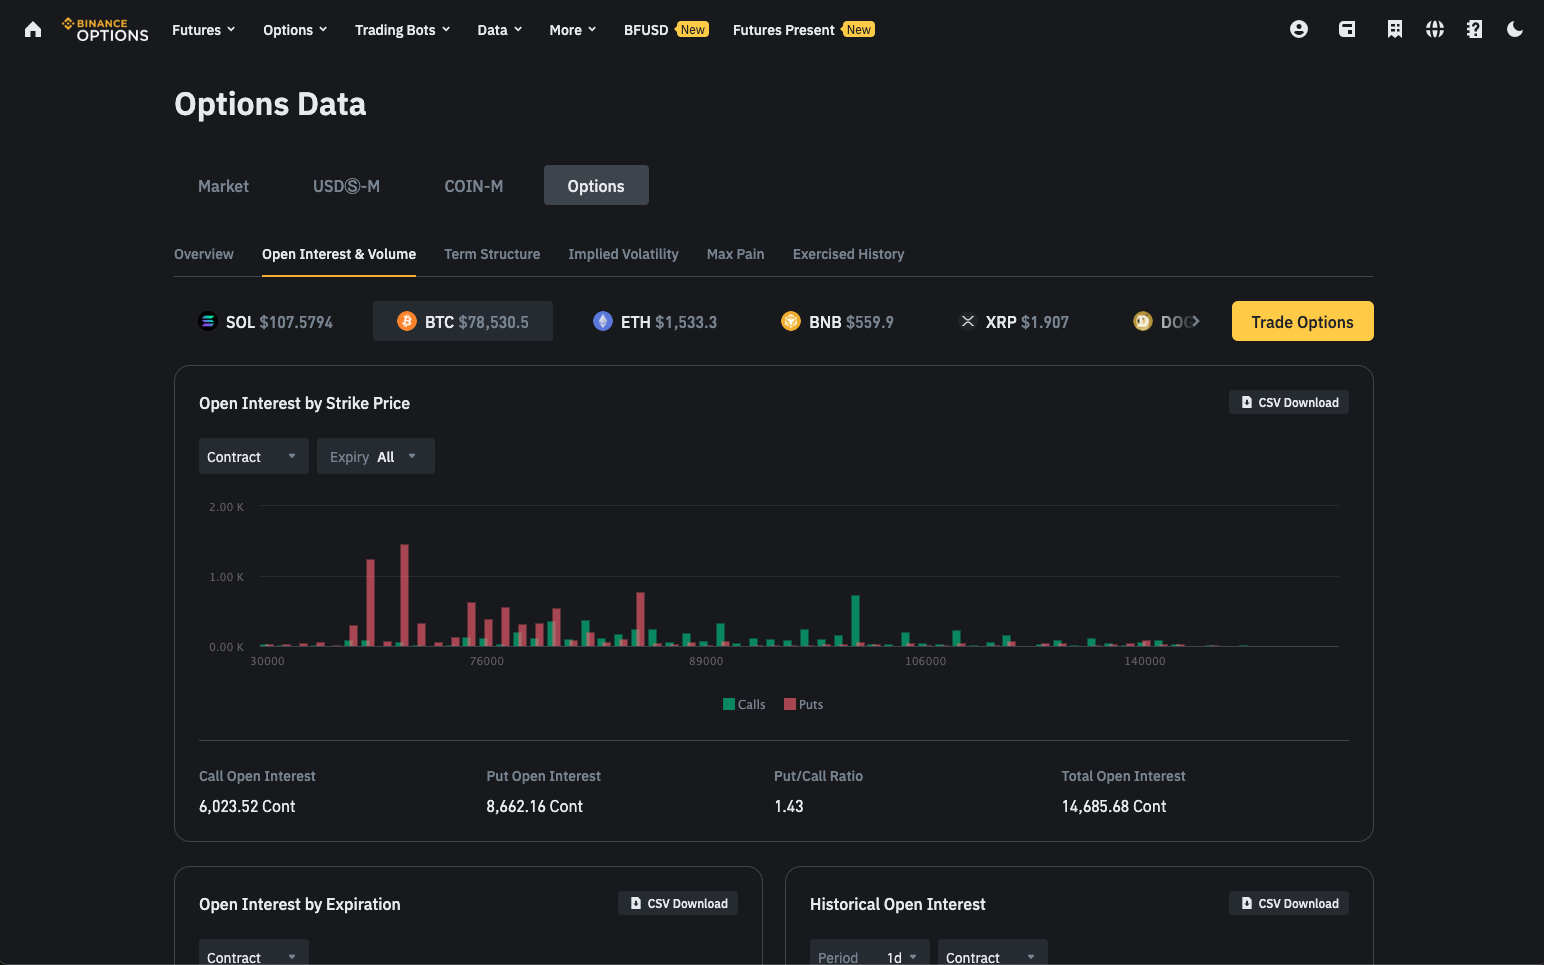 BINANCE
OPTIONS
Futures
Options
Trading Bots
Data
More
BFUSD New
Futures Present New
Options Data
Market
USDⓈ-M
COIN-M
Options
Overview
Open Interest & Volume
Term Structure
Implied Volatility
Max Pain
Exercised History
SOL $107.5794
BTC $78,530.5
ETH $1,533.3
BNB $559.9
XRP $1.907
DOG
Trade Options
Open Interest by Strike Price
CSV Download
Contract
Expiry All
2.00 K
1.00 K
0.00 K
30000
76000
89000
106000
140000
Calls
Puts
Call Open Interest
6,023.52 Cont
Put Open Interest
8,662.16 Cont
Put/Call Ratio
1.43
Total Open Interest
14,685.68 Cont
Open Interest by Expiration
CSV Download
Contract
Historical Open Interest
CSV Download
Period 1d
Contract